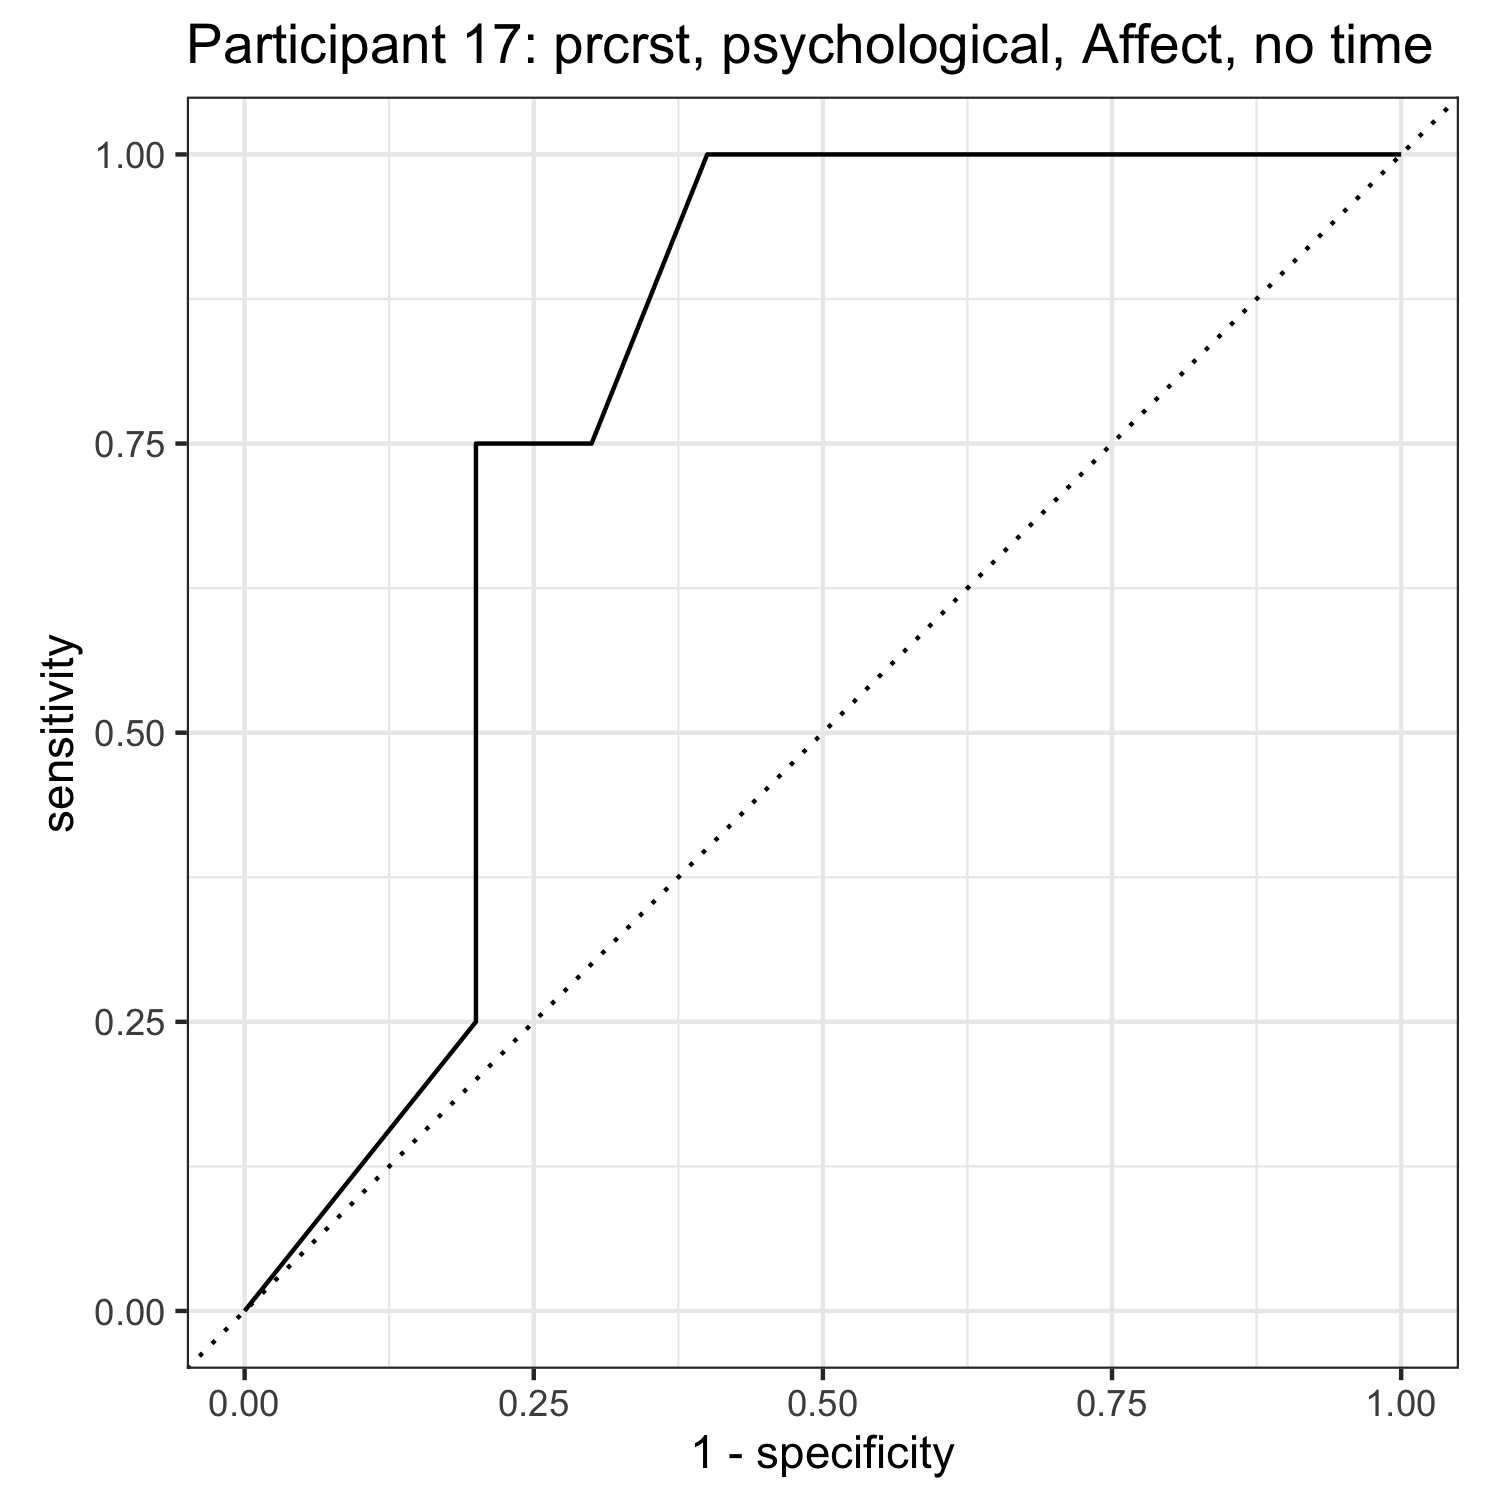 Participant 17: prcrst, psychological, Affect, no time
1.00
0.75
0.50
0.25
0.00
sensitivity
0.00 0.25 0.50 0.75 1.00
1 - specificity